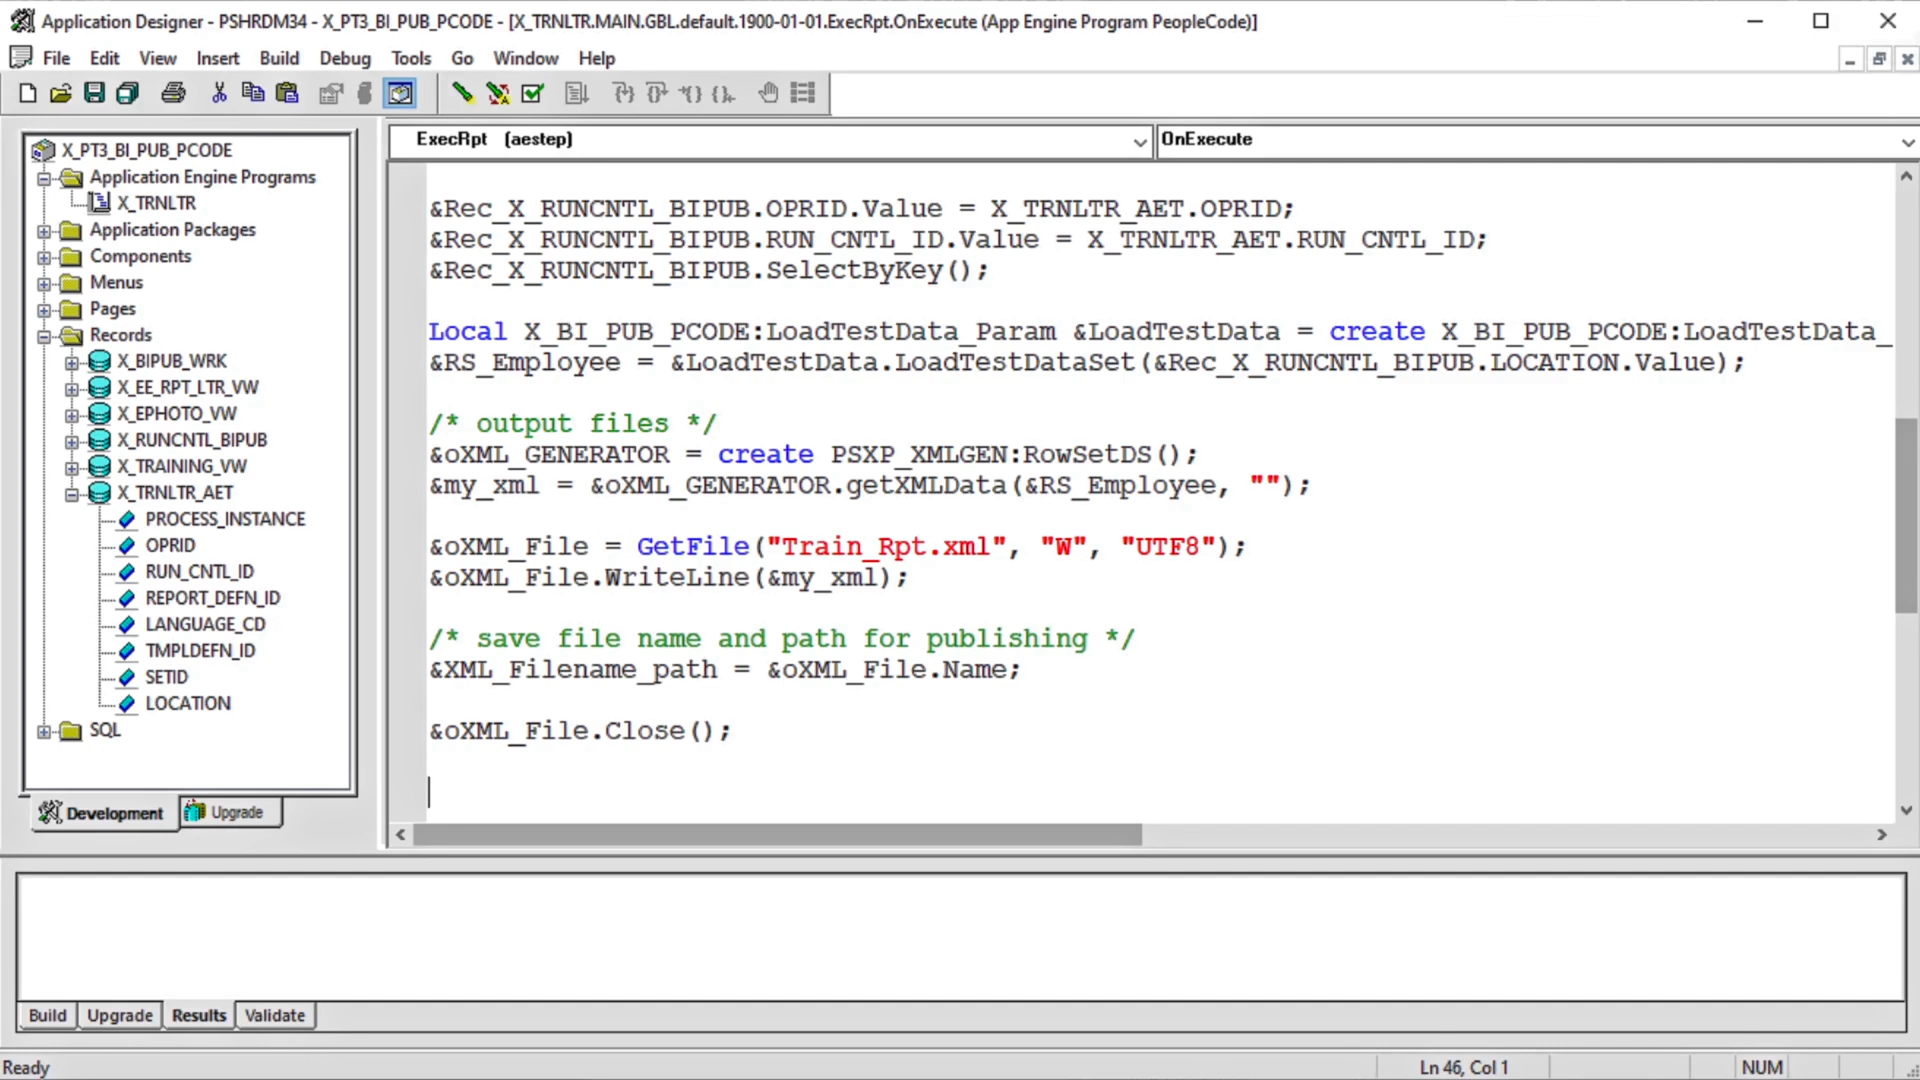 Application Designer - PSHRDM34 - X_PT3_BI_PUB_PCODE - [X_TRNLTR.MAIN.GBL.default.1900-01-01.ExecRpt.OnExecute (App Engine Program PeopleCode)]
File Edit View Insert Build Debug Tools Go Window Help
X_PT3_BI_PUB_PCODE
Application Engine Programs
X_TRNLTR
Application Packages
Components
Menus
Pages
Records
X_BIPUB_WRK
X_EE_RPT_LTR_VW
X_EPHOTO_VW
X_RUNCNTL_BIPUB
X_TRAINING_VW
X_TRNLTR_AET
PROCESS_INSTANCE
OPRID
RUN_CNTL_ID
REPORT_DEFN_ID
LANGUAGE_CD
TMPLDEFN_ID
SETID
LOCATION
SQL
Development Upgrade
ExecRpt (aestep) OnExecute
&Rec_X_RUNCNTL_BIPUB.OPRID.Value = X_TRNLTR_AET.OPRID;
&Rec_X_RUNCNTL_BIPUB.RUN_CNTL_ID.Value = X_TRNLTR_AET.RUN_CNTL_ID;
&Rec_X_RUNCNTL_BIPUB.SelectByKey();
Local X_BI_PUB_PCODE:LoadTestData_Param &LoadTestData = create X_BI_PUB_PCODE:LoadTestData_
&RS_Employee = &LoadTestData.LoadTestDataSet(&Rec_X_RUNCNTL_BIPUB.LOCATION.Value);
/* output files */
&oXML_GENERATOR = create PSXP_XMLGEN:RowSetDS();
&my_xml = &oXML_GENERATOR.getXMLData(&RS_Employee, "");
&oXML_File = GetFile("Train_Rpt.xml", "W", "UTF8");
&oXML_File.WriteLine(&my_xml);
/* save file name and path for publishing */
&XML_Filename_path = &oXML_File.Name;
&oXML_File.Close();
Build Upgrade Results Validate
Ready Ln 46, Col 1 NUM